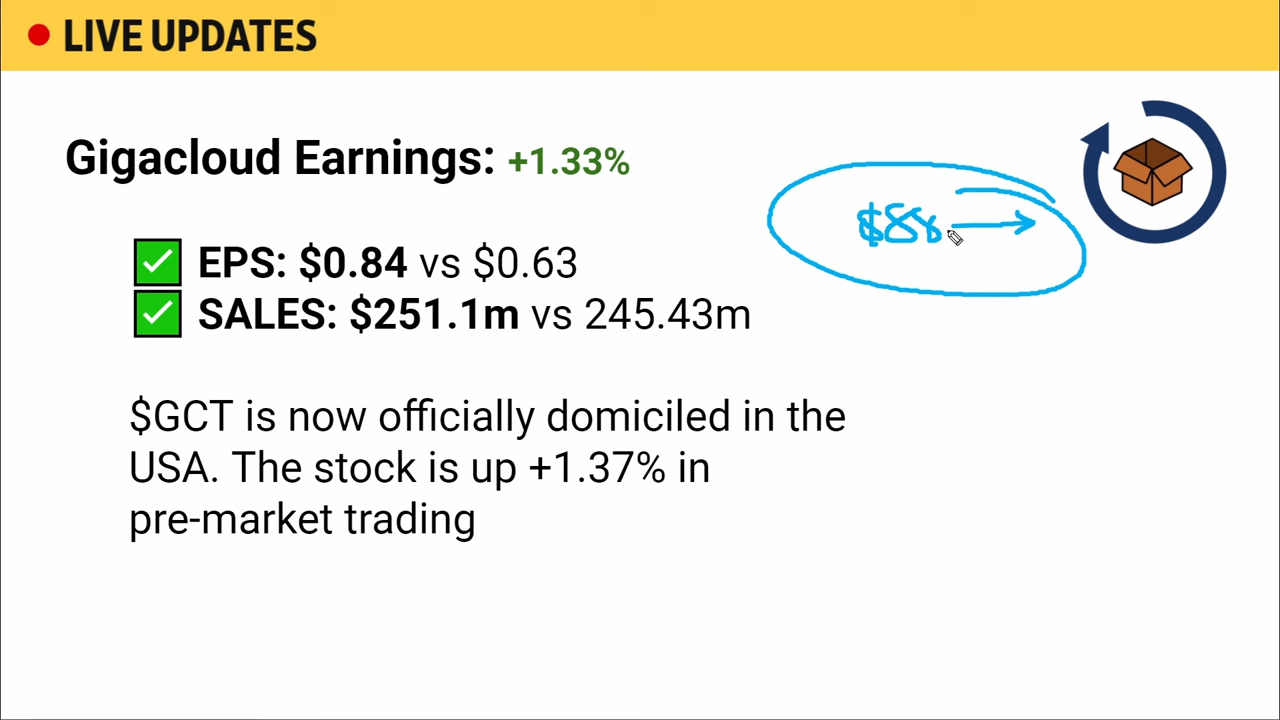 LIVE UPDATES
Gigacloud Earnings: +1.33%
$88
EPS: $0.84 vs $0.63
SALES: $251.1m vs 245.43m
$GCT is now officially domiciled in the
USA. The stock is up +1.37% in
pre-market trading